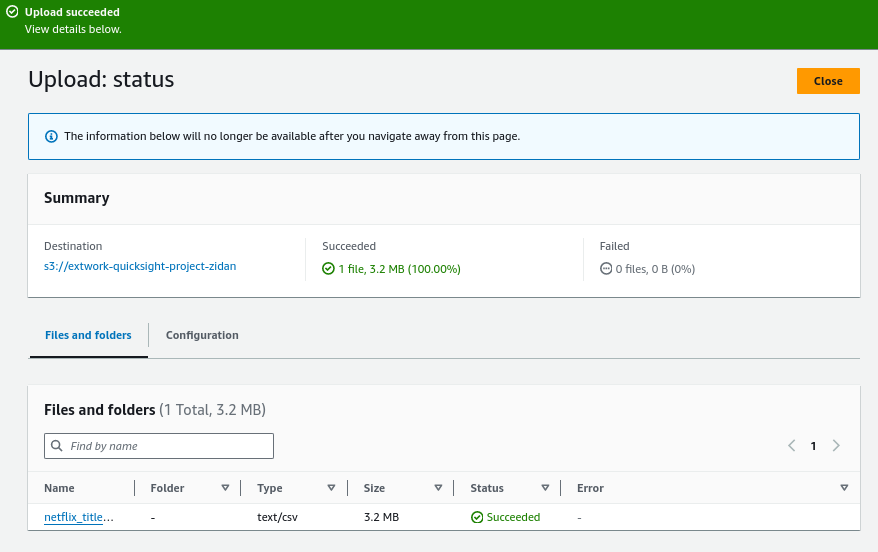 Upload succeeded
View details below.
Upload: status
Close
The information below will no longer be available after you navigate away from this page.
Summary
Destination
s3://extwork-quicksight-project-zidan
Succeeded
1 file, 3.2 MB (100.00%)
Failed
0 files, 0 B (0%)
Files and folders
Configuration
Files and folders (1 Total, 3.2 MB)
Find by name
1
Name Folder Type Size Status Error
netflix_title... - text/csv 3.2 MB Succeeded -